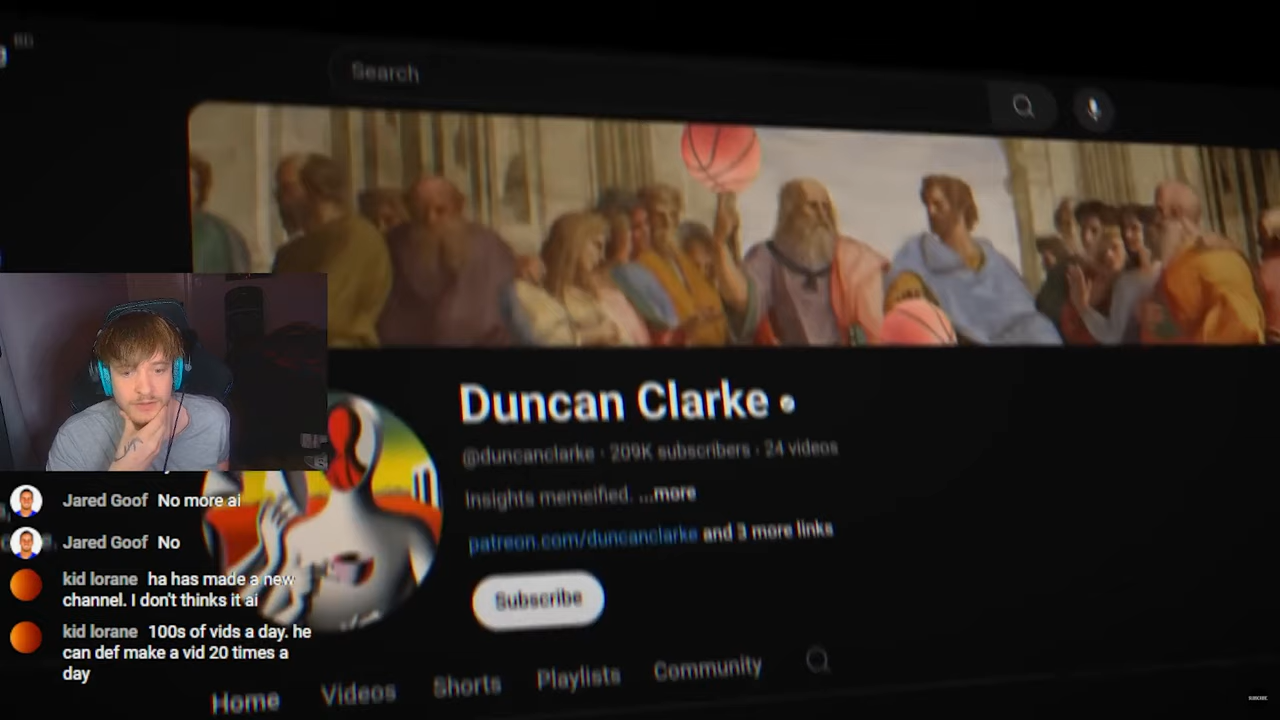 Search
Duncan Clarke
@duncanclarke · 209K subscribers · 24 videos
Insights memeified. ...more
patreon.com/duncanclarke and 3 more links
Subscribe
Home Videos Shorts Playlists Community
Jared Goof No more ai
Jared Goof No
kid lorane ha has made a new
channel. I don't thinks it ai
kid lorane 100s of vids a day. he
can def make a vid 20 times a
day